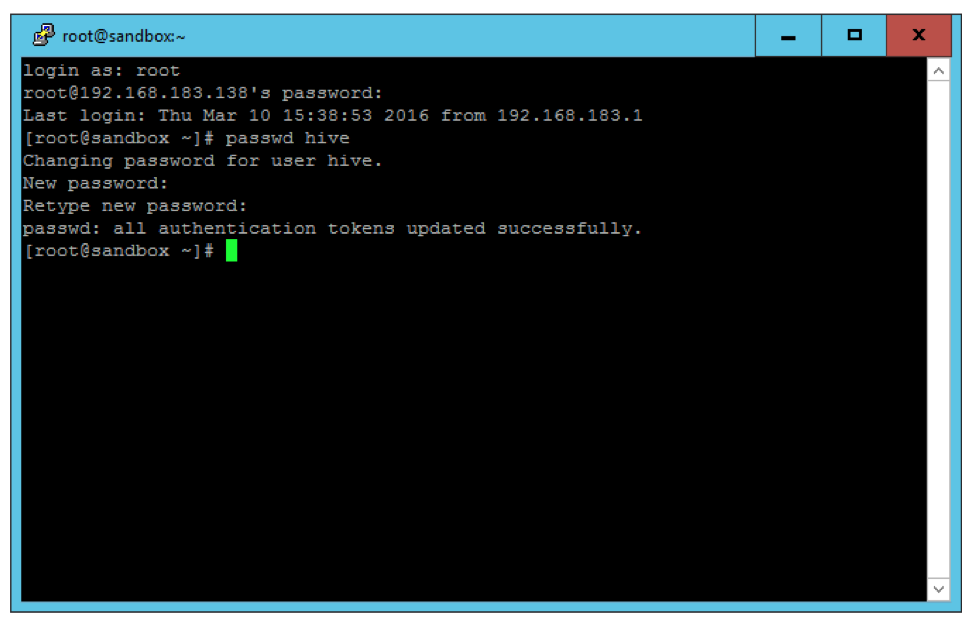 root@sandbox:~
login as: root
root@192.168.183.138's password:
Last login: Thu Mar 10 15:38:53 2016 from 192.168.183.1
[root@sandbox ~]# passwd hive
Changing password for user hive.
New password:
Retype new password:
passwd: all authentication tokens updated successfully.
[root@sandbox ~]#